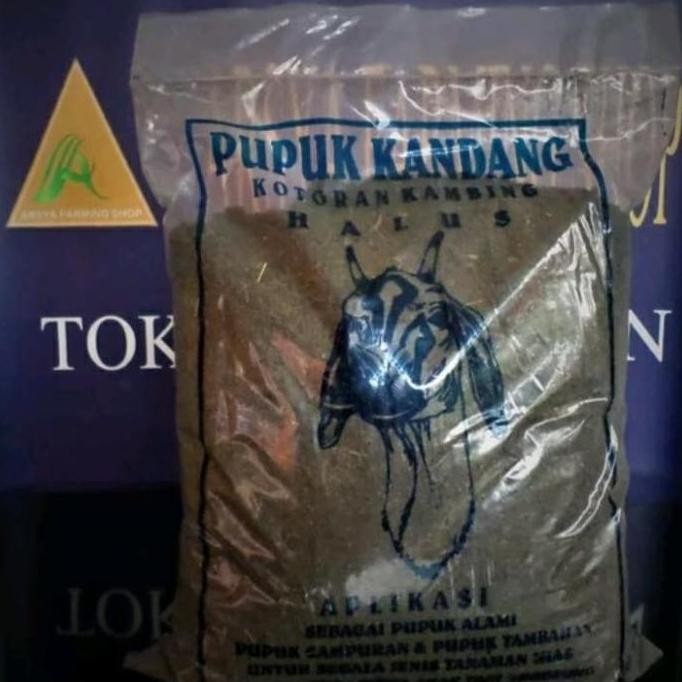 PUPUK KANDANG
KOTORAN KAMBING
HALUS
ARSYA FARMING SHOP
TOK
N
APLIKASI
SEBAGAI PUPUK ALAMI
PUPUK CAMPURAN & PUPUK TAMBAHAN
UNTUK SEGALA JENIS TANAMAN HIAS